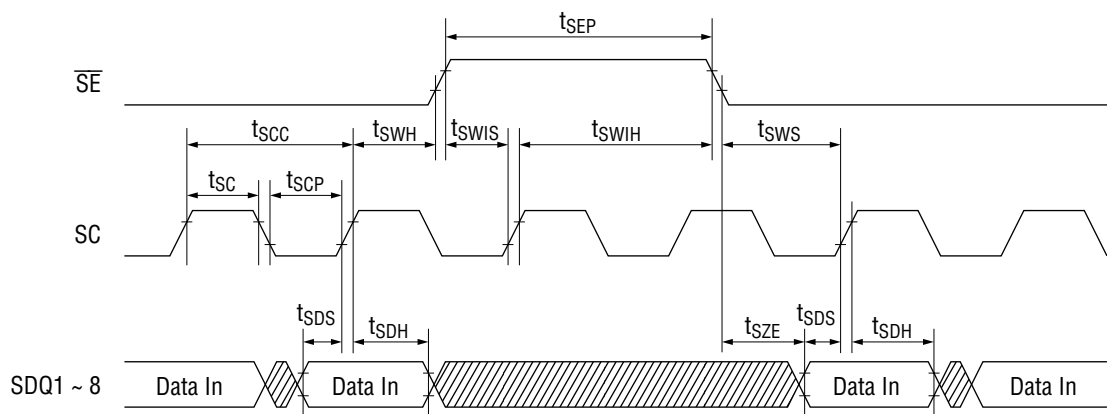 tSEP
SE
tSCC tSWH tSWIS tSWIH tSWS
tSC tSCP
SC
tSDS tSDH tSZE tSDS tSDH
SDQ1 ~ 8 Data In Data In Data In Data In